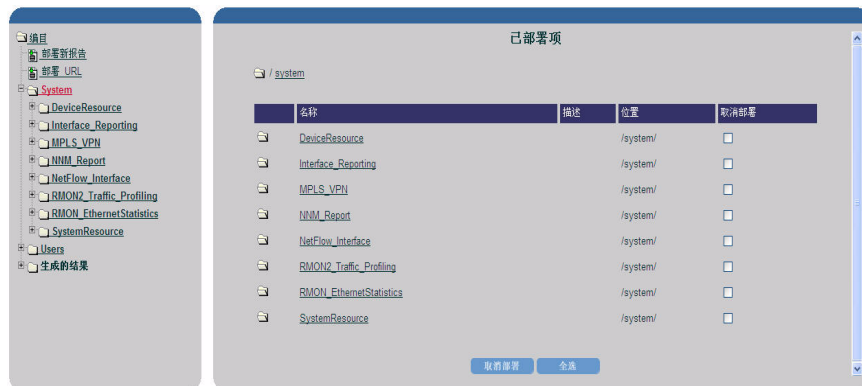 编目
部署新报告
部署 URL
System
DeviceResource
Interface_Reporting
MPLS_VPN
NNM_Report
NetFlow_Interface
RMON2_Traffic_Profiling
RMON_EthernetStatistics
SystemResource
Users
生成的结果
已部署项
/ system
名称 描述 位置 取消部署
DeviceResource /system/
Interface_Reporting /system/
MPLS_VPN /system/
NNM_Report /system/
NetFlow_Interface /system/
RMON2_Traffic_Profiling /system/
RMON_EthernetStatistics /system/
SystemResource /system/
取消部署 全选